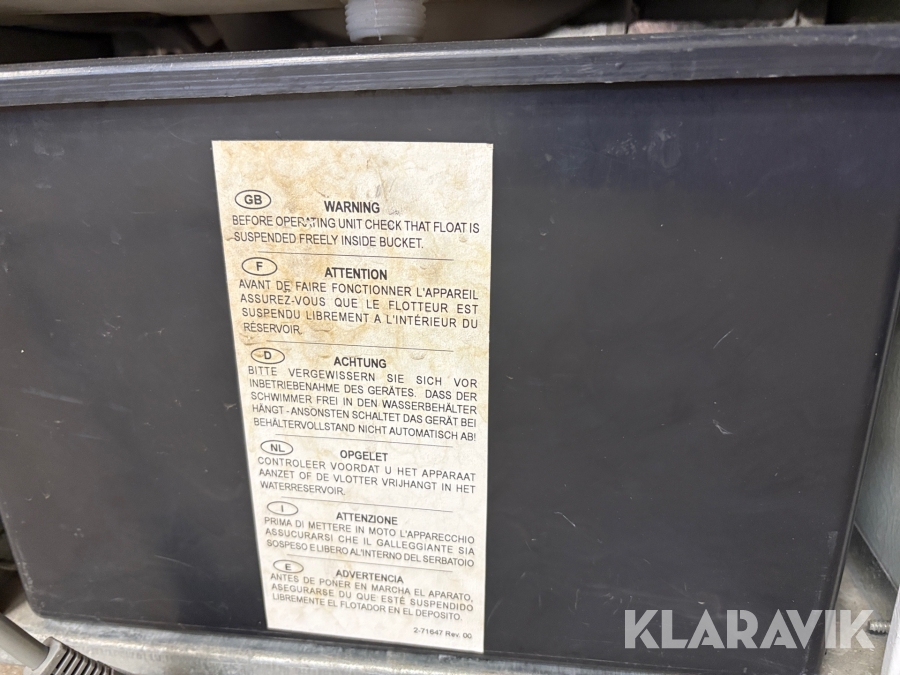 GB
WARNING
BEFORE OPERATING UNIT CHECK THAT FLOAT IS
SUSPENDED FREELY INSIDE BUCKET.
F
ATTENTION
AVANT DE FAIRE FONCTIONNER L'APPAREIL
ASSUREZ-VOUS QUE LE FLOTTEUR EST
SUSPENDU LIBREMENT A L'INTÉRIEUR DU
RÉSERVOIR.
D
ACHTUNG
BITTE VERGEWISSERN SIE SICH VOR
INBETRIEBENAHME DES GERÄTES. DASS DER
SCHWIMMER FREI IN DEN WASSERBEHÄLTER
HÄNGT - ANSONSTEN SCHALTET DAS GERÄT BEI
BEHÄLTERVOLLSTAND NICHT AUTOMATISCH AB!
NL
OPGELET
CONTROLEER VOORDAT U HET APPARAAT
AANZET OF DE VLOTTER VRIJHANGT IN HET
WATERRESERVOIR.
I
ATTENZIONE
PRIMA DI METTERE IN MOTO L'APPARECCHIO
ASSUCURARSI CHE IL GALLEGGIANTE SIA
SOSPESO E LIBERO AL'INTERNO DEL SERBATOIO
E
ADVERTENCIA
ANTES DE PONER EN MARCHA EL APARATO,
ASEGURARSE DU QUE ESTÉ SUSPENDIDO
LIBREMENTE EL FLOTADOR EN EL DEPOSITO.
2-71647 Rev. 00
KLARAVIK